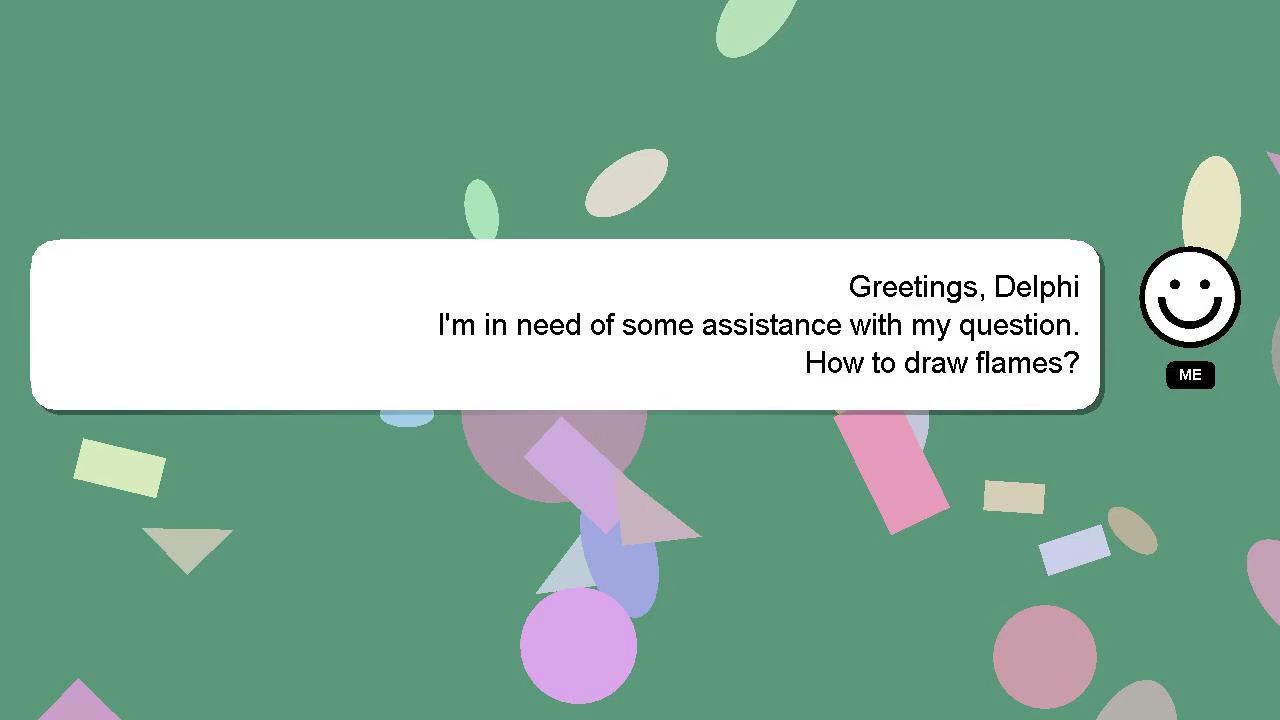 Greetings, Delphi
I'm in need of some assistance with my question.
How to draw flames?
ME